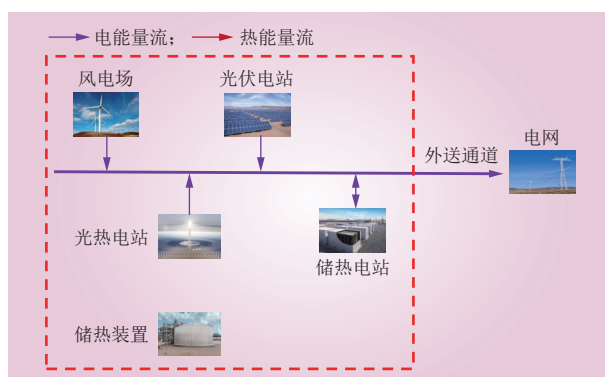 电能量流；
热能量流
风电场
光伏电站
外送通道
电网
光热电站
储热电站
储热装置